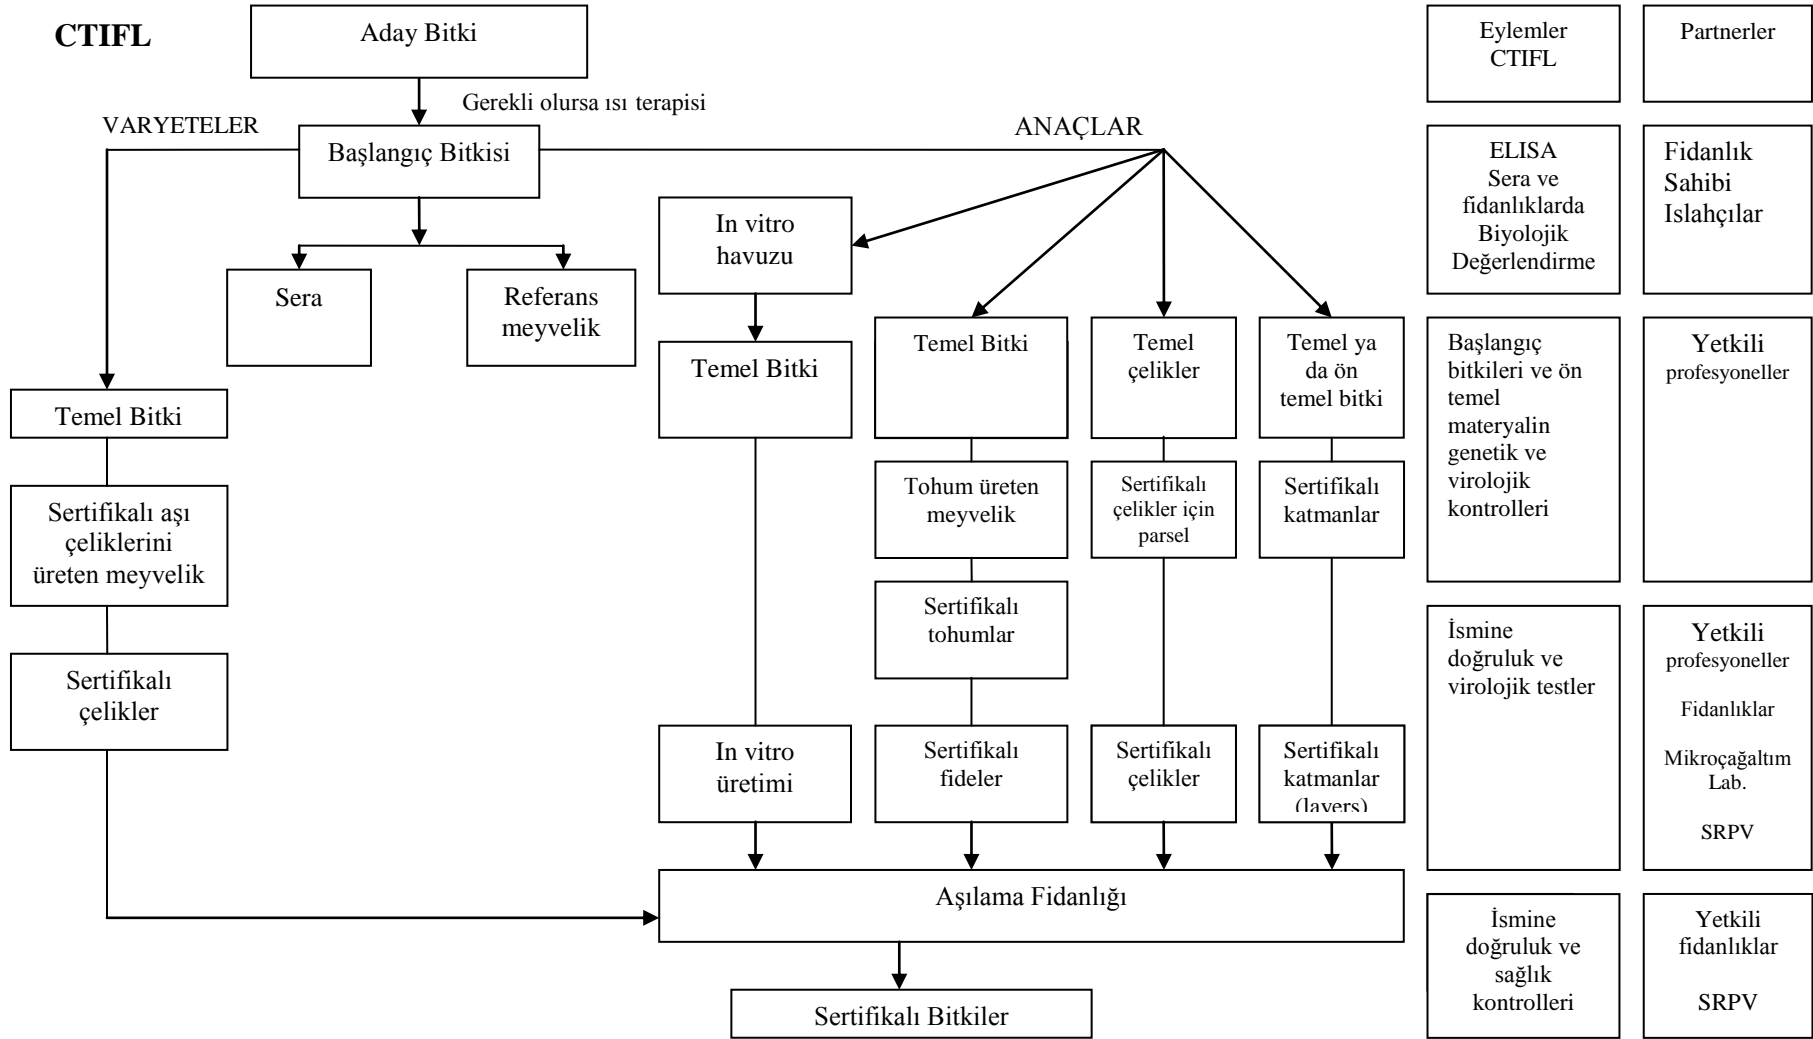 CTIFL
Aday Bitki
Gerekli olursa ısı terapisi
VARYETELER
Başlangıç Bitkisi
ANAÇLAR
Sera
Referans
meyvelik
In vitro
havuzu
Temel Bitki
Temel Bitki
Temel
çelikler
Temel ya
da ön
temel bitki
Temel Bitki
Sertifikalı aşı
çeliklerini
üreten meyvelik
Sertifikalı
çelikler
Tohum üreten
meyvelik
Sertifikalı
çelikler için
parsel
Sertifikalı
katmanlar
Sertifikalı
tohumlar
In vitro
üretimi
Sertifikalı
fideler
Sertifikalı
çelikler
Sertifikalı
katmanlar
(layers)
Aşılama Fidanlığı
Sertifikalı Bitkiler
Eylemler
CTIFL
Partnerler
ELISA
Sera ve
fidanlıklarda
Biyolojik
Değerlendirme
Fidanlık
Sahibi
Islahçılar
Başlangıç
bitkileri ve ön
temel
materyalin
genetik ve
virolojik
kontrolleri
Yetkili
profesyoneller
İsmine
doğruluk ve
virolojik testler
Yetkili
profesyoneller
Fidanlıklar
Mikroçağaltım
Lab.
SRPV
İsmine
doğruluk ve
sağlık
kontrolleri
Yetkili
fidanlıklar
SRPV